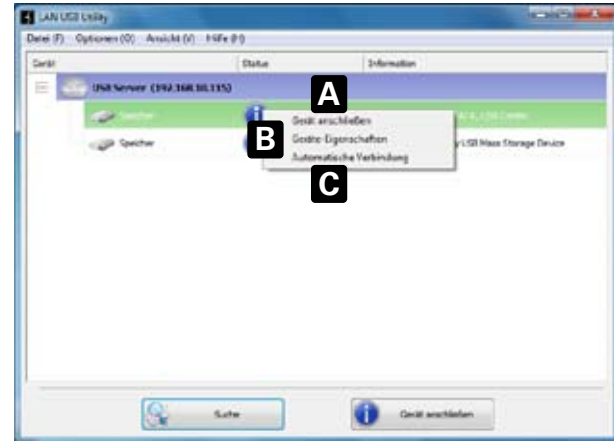 LAN USB Utility
Datei (F) Optionen (O) Ansicht (V) Hilfe (H)
Gerät Status Information
USB Server (192.168.10.115)
A
Speicher Gerät anschließen
B Geräte-Eigenschaften
Speicher USB Mass Storage Device
Automatische Verbindung
C
Suche Gerät anschließen